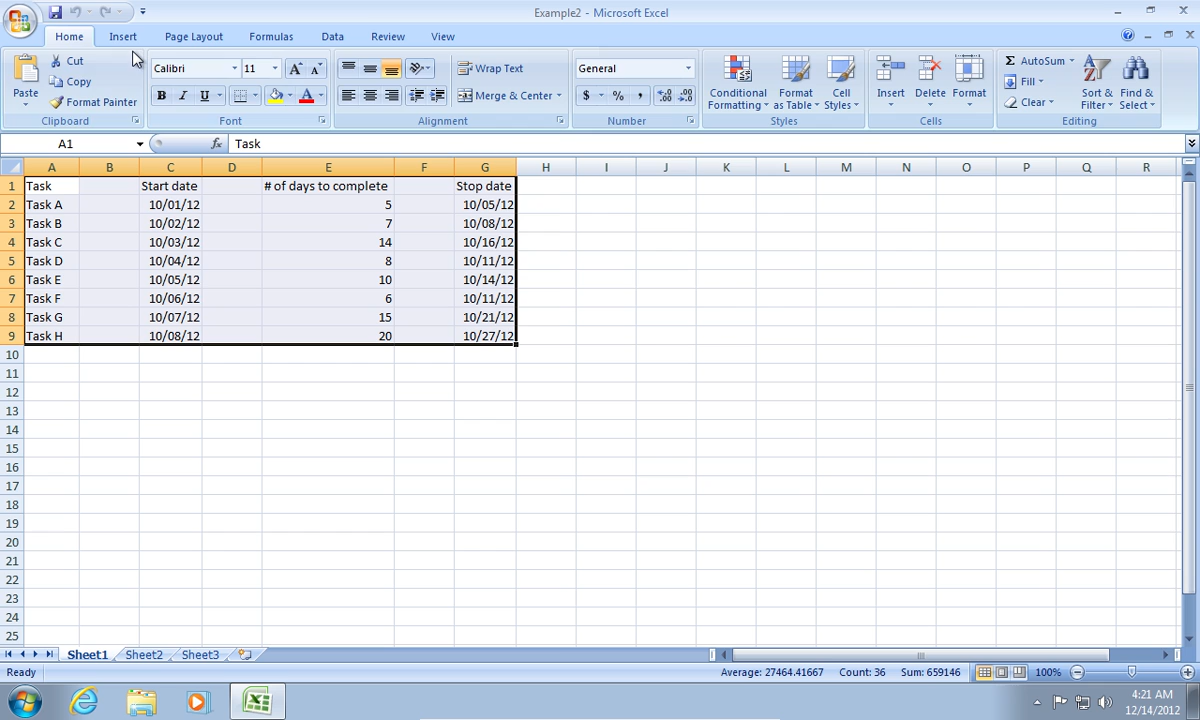 Example2 - Microsoft Excel
Home Insert Page Layout Formulas Data Review View
Paste Cut Copy Format Painter Clipboard
Calibri 11 A A B I U A Font
Wrap Text Merge & Center Alignment
General $ % , .0 .00 .00 .0 Number
Conditional Formatting Format as Table Cell Styles Styles
Insert Delete Format Cells
Σ AutoSum Fill Clear Sort & Filter Find & Select Editing
A1 fx Task
A B C D E F G H I J K L M N O P Q R
1 Task Start date # of days to complete Stop date
2 Task A 10/01/12 5 10/05/12
3 Task B 10/02/12 7 10/08/12
4 Task C 10/03/12 14 10/16/12
5 Task D 10/04/12 8 10/11/12
6 Task E 10/05/12 10 10/14/12
7 Task F 10/06/12 6 10/11/12
8 Task G 10/07/12 15 10/21/12
9 Task H 10/08/12 20 10/27/12
10
11
12
13
14
15
16
17
18
19
20
21
22
23
24
25
Sheet1 Sheet2 Sheet3
Ready Average: 27464.41667 Count: 36 Sum: 659146 100%
4:21 AM
12/14/2012